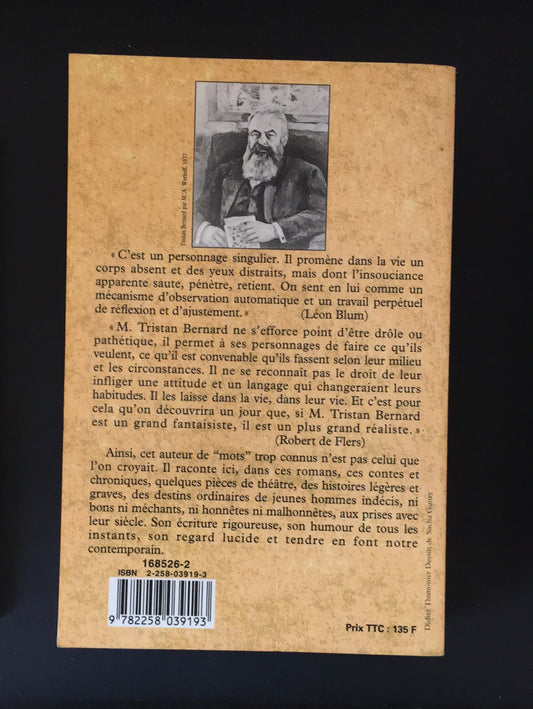 Tristan Bernard par M. A. Werhoff, 1927
« C'est un personnage singulier. Il promène dans la vie un
corps absent et des yeux distraits, mais dont l'insouciance
apparente saute, pénètre, retient. On sent en lui comme un
mécanisme d'observation automatique et un travail perpétuel
de réflexion et d'ajustement. » (Léon Blum)
« M. Tristan Bernard ne s'efforce point d'être drôle ou
pathétique, il permet à ses personnages de faire ce qu'ils
veulent, ce qu'il est convenable qu'ils fassent selon leur milieu
et les circonstances. Il ne se reconnaît pas le droit de leur
infliger une attitude et un langage qui changeraient leurs
habitudes. Il les laisse dans la vie, dans leur vie. Et c'est pour
cela qu'on découvrira un jour que, si M. Tristan Bernard
est un grand fantaisiste, il est un plus grand réaliste. »
(Robert de Flers)
Ainsi, cet auteur de "mots" trop connus n'est pas celui que
l'on croyait. Il raconte ici, dans ces romans, ces contes et
chroniques, quelques pièces de théâtre, des histoires légères et
graves, des destins ordinaires de jeunes hommes indécis, ni
bons ni méchants, ni honnêtes ni malhonnêtes, aux prises avec
leur siècle. Son écriture rigoureuse, son humour de tous les
instants, son regard lucide et tendre en font notre
contemporain.
168526-2
ISBN 2-258-03919-3
9 782258 039193
Prix TTC : 135 F
Didier Thimonier Dessin de Sacha Guitry